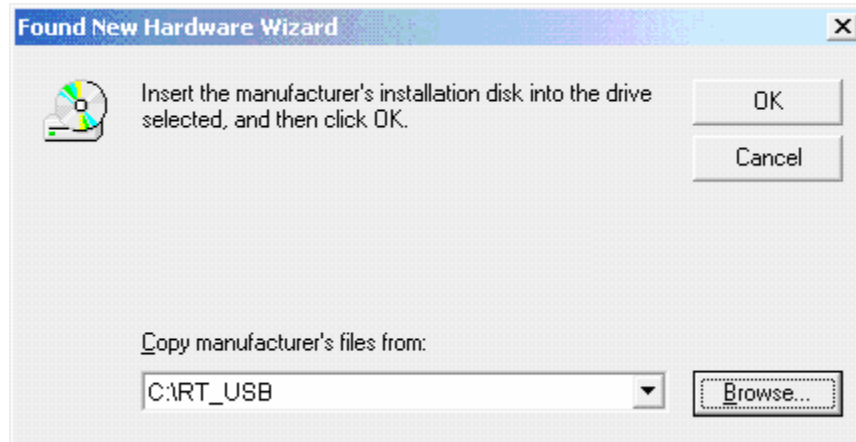 Found New Hardware Wizard
Insert the manufacturer's installation disk into the drive
selected, and then click OK.
OK
Cancel
Copy manufacturer's files from:
C:\RT_USB
Browse...